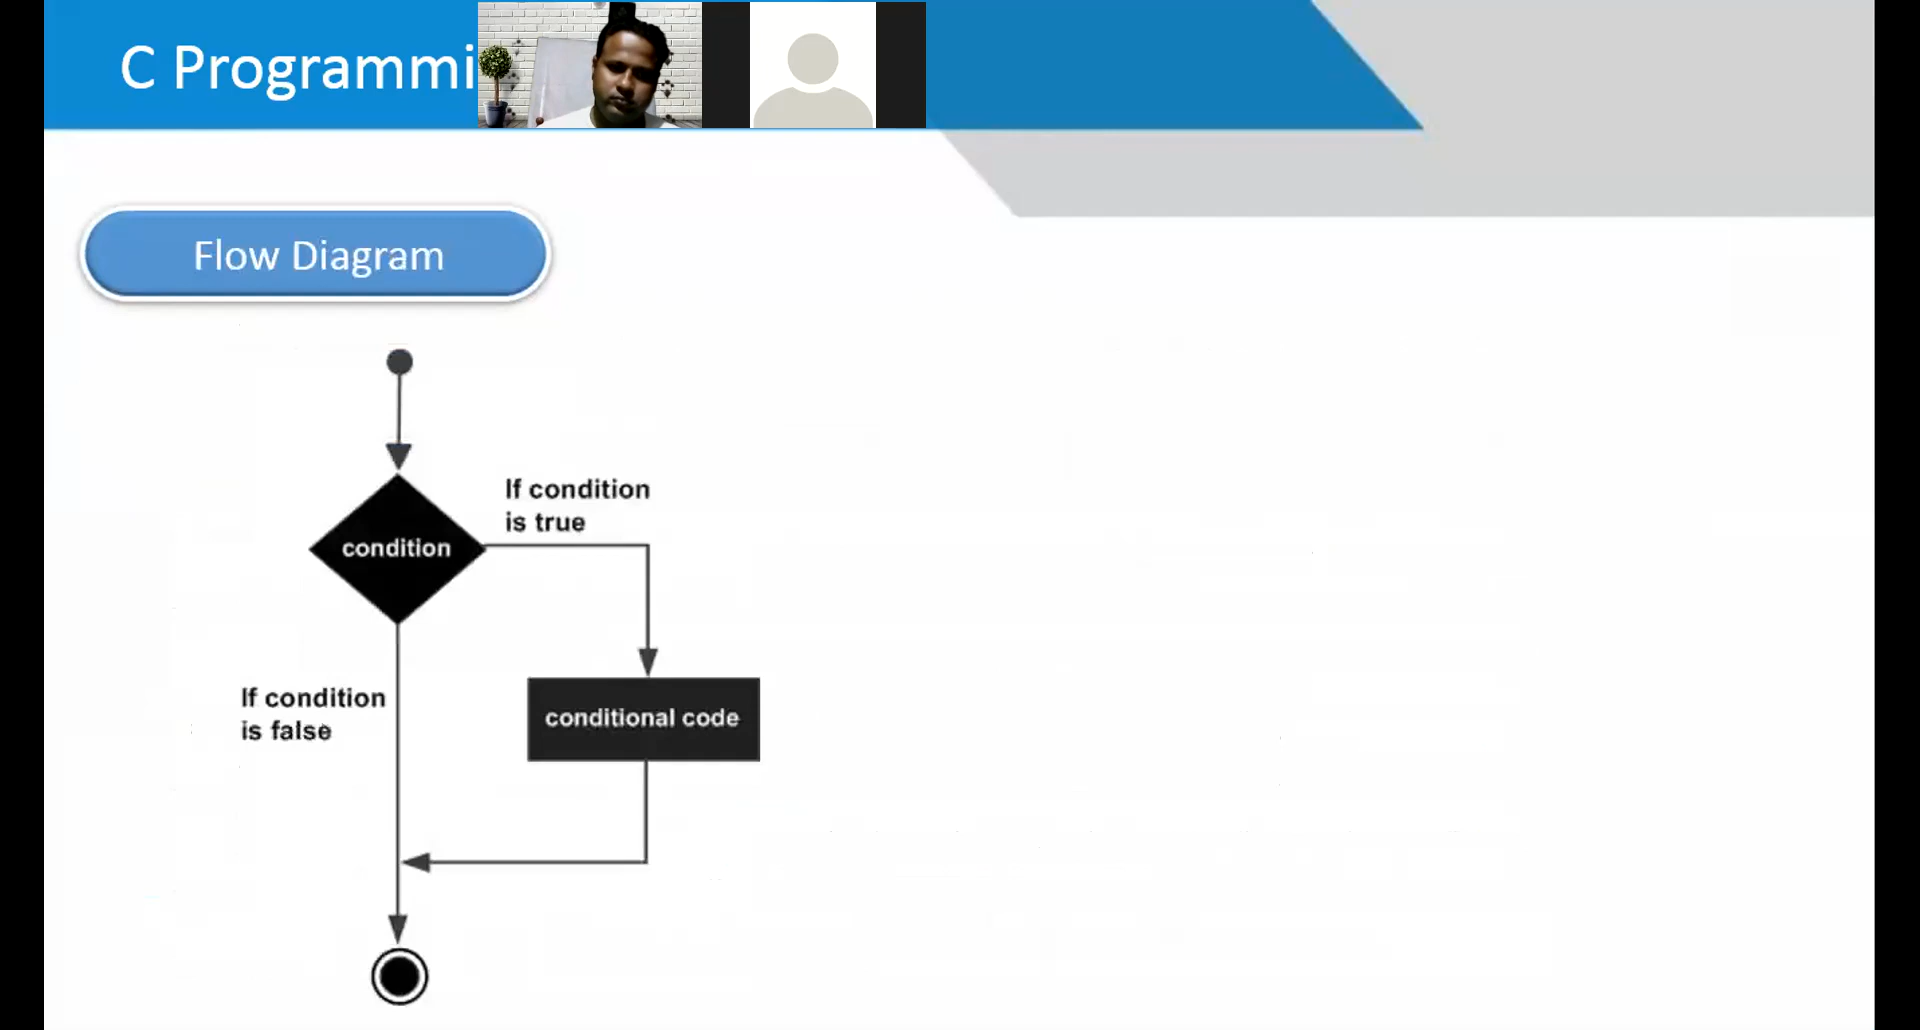 C Programmi
Flow Diagram
If condition
is true
condition
If condition
is false
conditional code